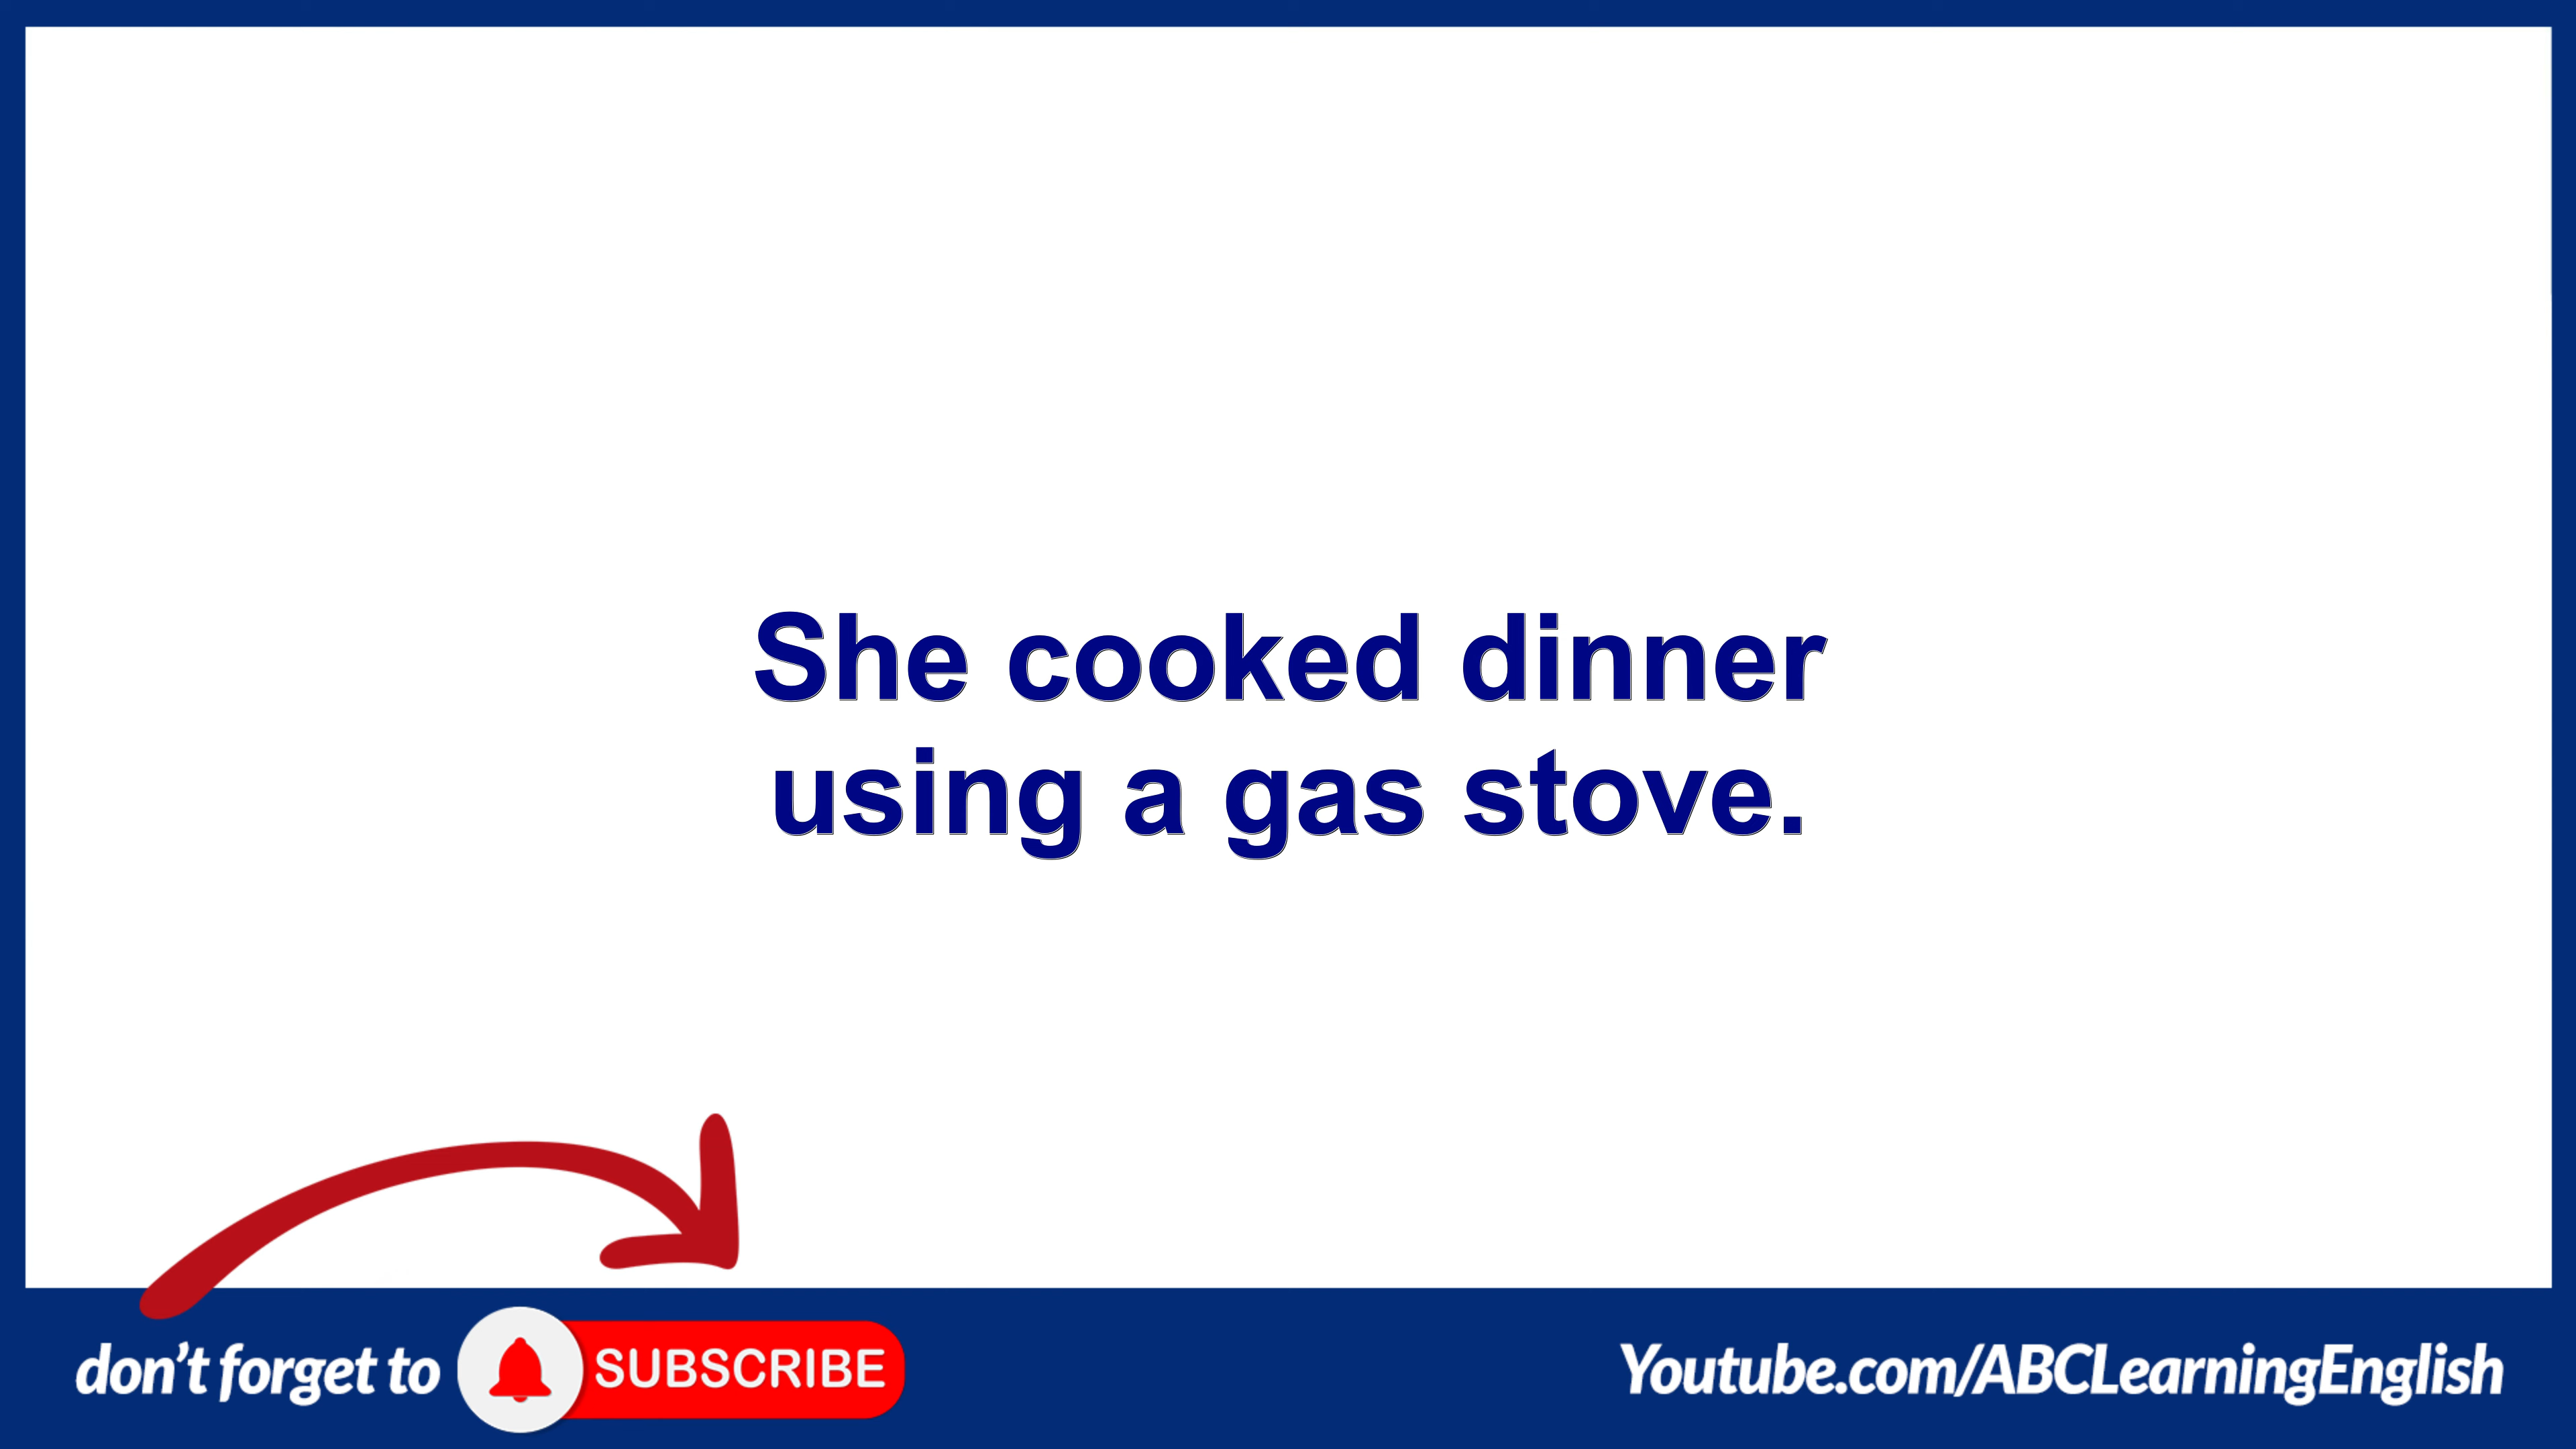 She cooked dinner
using a gas stove.
don't forget to SUBSCRIBE Youtube.com/ABCLearningEnglish